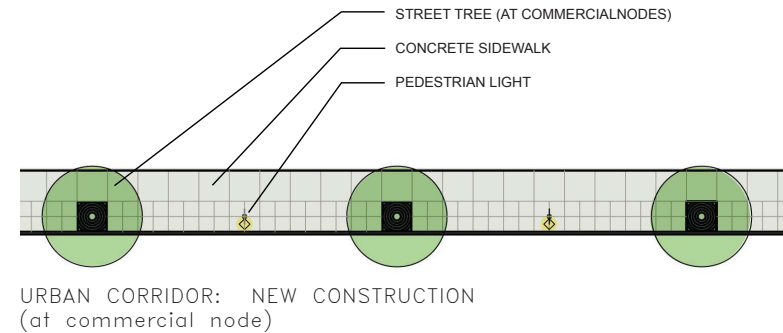 STREET TREE (AT COMMERCIALNODES)
CONCRETE SIDEWALK
PEDESTRIAN LIGHT
URBAN CORRIDOR: NEW CONSTRUCTION
(at commercial node)